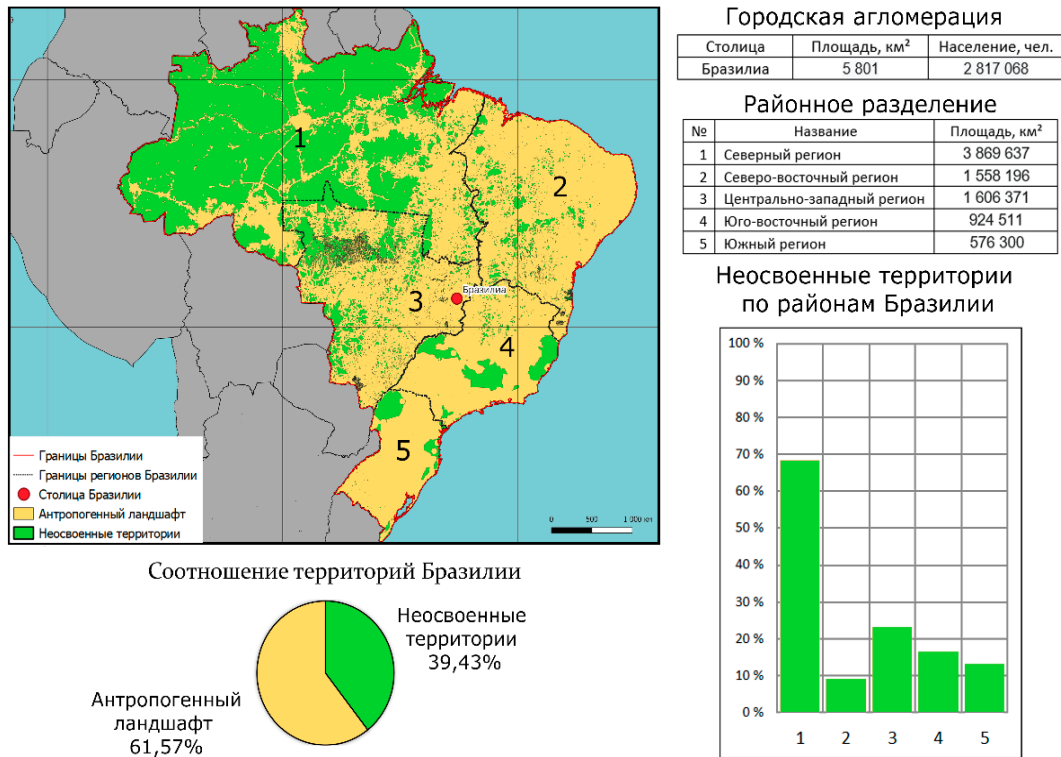 Городская агломерация
Столица Площадь, км² Население, чел.
Бразилиа 5 801 2 817 068
Районное разделение
№ Название Площадь, км²
1 Северный регион 3 869 637
2 Северо-восточный регион 1 558 196
3 Центрально-западный регион 1 606 371
4 Юго-восточный регион 924 511
5 Южный регион 576 300
Неосвоенные территории
по районам Бразилии
100 %
90 %
80 %
70 %
60 %
50 %
40 %
30 %
20 %
10 %
0 %
1 2 3 4 5
1
2
3
Бразилиа
4
5
Границы Бразилии
Границы регионов Бразилии
Столица Бразилии
Антропогенный ландшафт
Неосвоенные территории
0 500 1 000 км
Соотношение территорий Бразилии
Неосвоенные
территории
39,43%
Антропогенный
ландшафт
61,57%